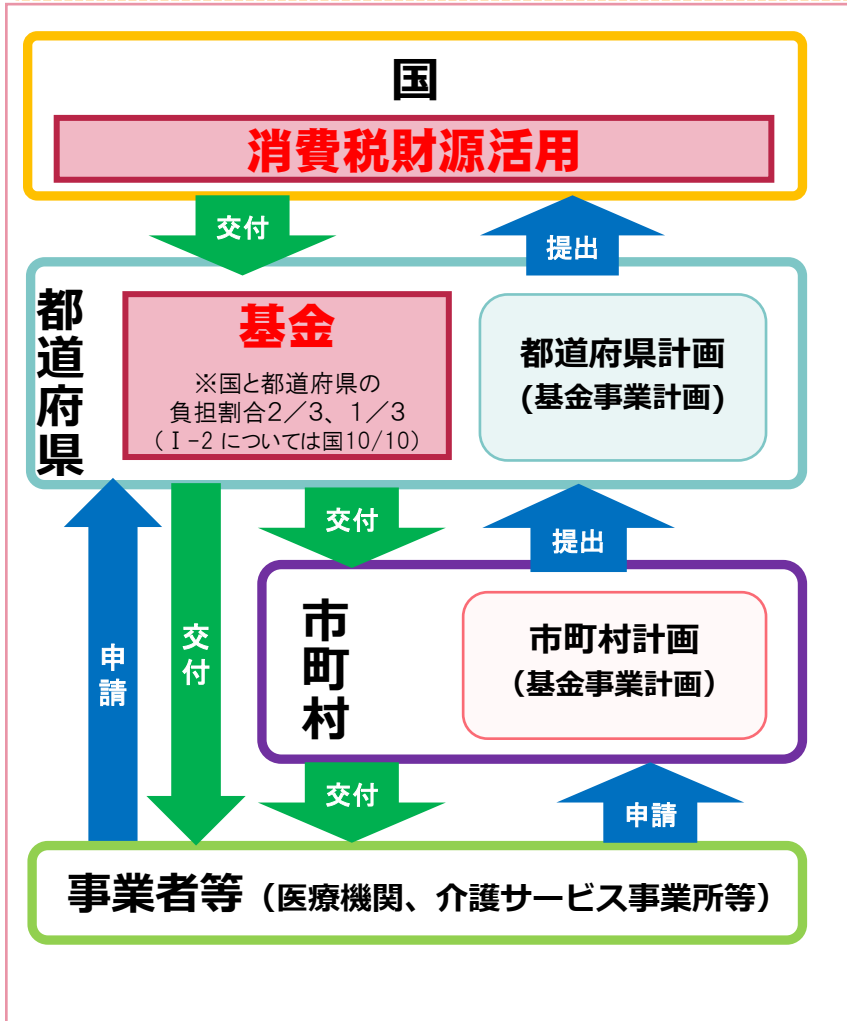 国
消費税財源活用
交付
提出
都道府県
基金
※国と都道府県の
負担割合2／3、1／3
（Ⅰ-2 については国10/10）
都道府県計画
(基金事業計画)
交付
提出
申請
交付
市町村
市町村計画
（基金事業計画）
交付
申請
事業者等（医療機関、介護サービス事業所等）